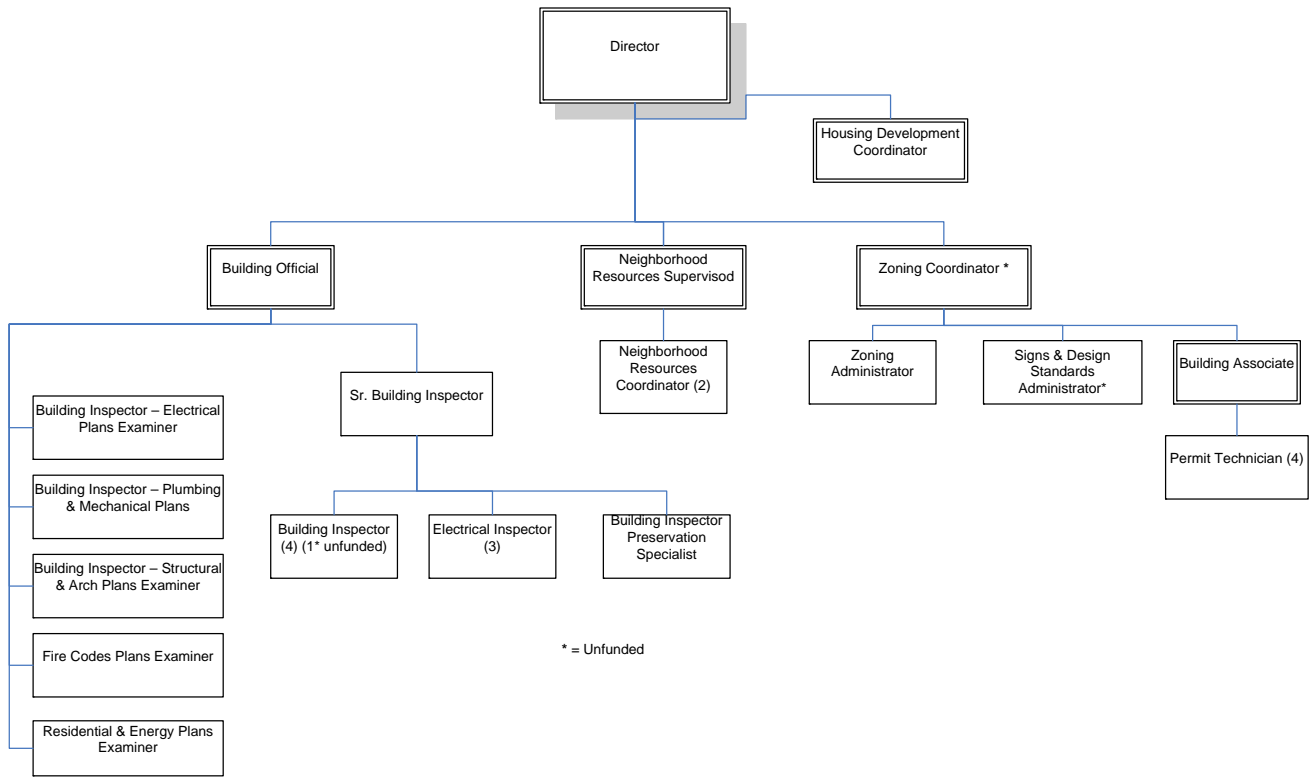 Director
Housing Development
Coordinator
Building Official
Neighborhood
Resources Supervisod
Zoning Coordinator *
Neighborhood
Resources
Coordinator (2)
Zoning
Administrator
Signs & Design
Standards
Administrator*
Building Associate
Sr. Building Inspector
Permit Technician (4)
Building Inspector – Electrical
Plans Examiner
Building Inspector – Plumbing
& Mechanical Plans
Building Inspector – Structural
& Arch Plans Examiner
Fire Codes Plans Examiner
Residential & Energy Plans
Examiner
Building Inspector
(4) (1* unfunded)
Electrical Inspector
(3)
Building Inspector
Preservation
Specialist
* = Unfunded